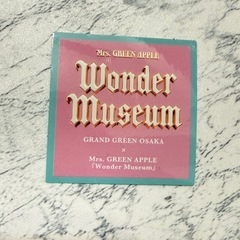 Mrs. GREEN APPLE
Wonder
Museum
GRAND GREEN OSAKA
×
Mrs. GREEN APPLE
『Wonder Museum』